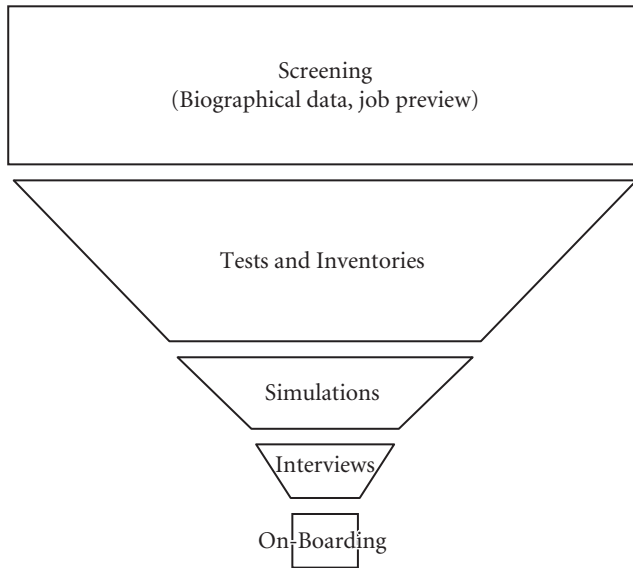 Screening
(Biographical data, job preview)
Tests and Inventories
Simulations
Interviews
On-Boarding